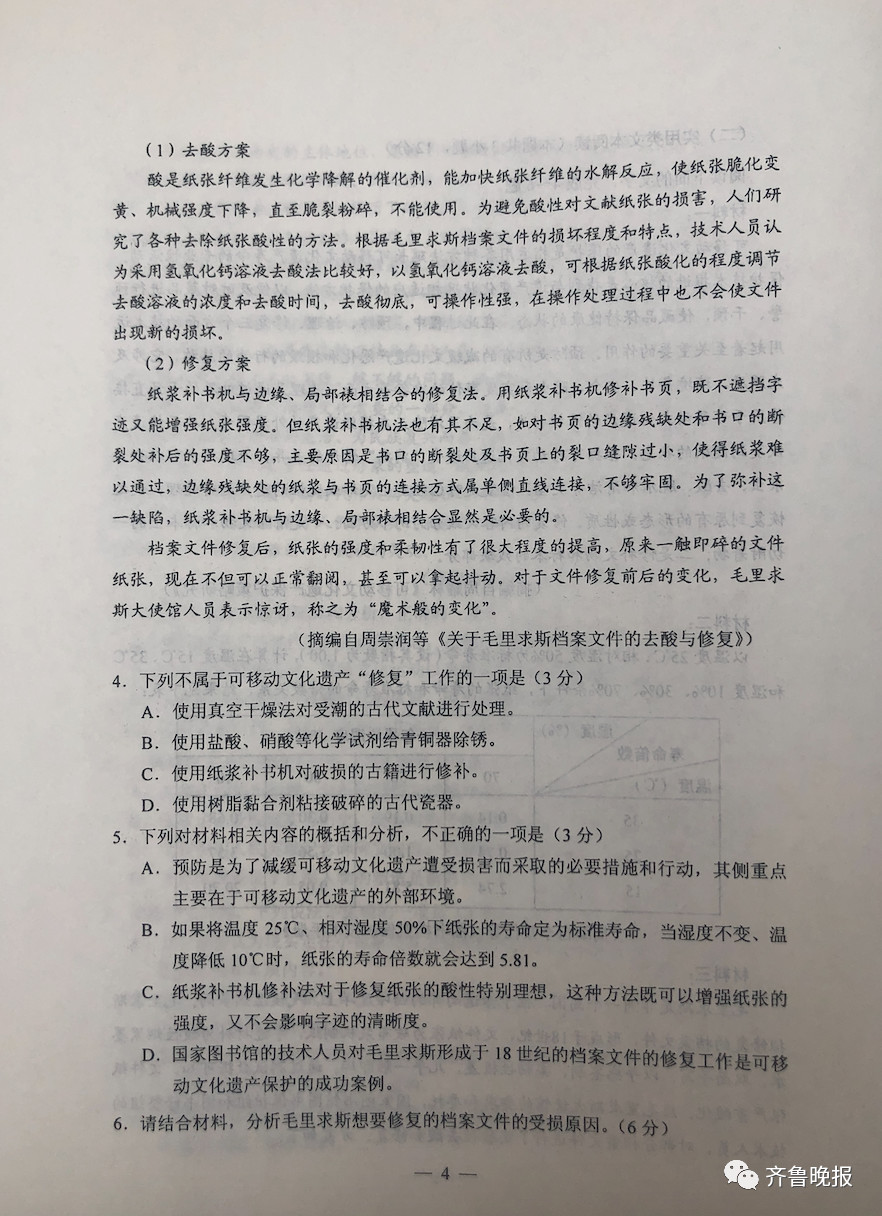 （1）去酸方案
酸是纸张纤维发生化学降解的催化剂，能加快纸张纤维的水解反应，使纸张脆化变
黄、机械强度下降，直至脆裂粉碎，不能使用。为避免酸性对文献纸张的损害，人们研
究了各种去除纸张酸性的方法。根据毛里求斯档案文件的损坏程度和特点，技术人员认
为采用氢氧化钙溶液去酸法比较好，以氢氧化钙溶液去酸，可根据纸张酸化的程度调节
去酸溶液的浓度和去酸时间，去酸彻底，可操作性强，在操作处理过程中也不会使文件
出现新的损坏。
（2）修复方案
纸浆补书机与边缘、局部裱相结合的修复法。用纸浆补书机修补书页，既不遮挡字
迹又能增强纸张强度。但纸浆补书机法也有其不足，如对书页的边缘残缺处和书口的断
裂处补后的强度不够，主要原因是书口的断裂处及书页上的裂口缝隙过小，使得纸浆难
以通过，边缘残缺处的纸浆与书页的连接方式属单侧直线连接，不够牢固。为了弥补这
一缺陷，纸浆补书机与边缘、局部裱相结合显然是必要的。
档案文件修复后，纸张的强度和柔韧性有了很大程度的提高，原来一触即碎的文件
纸张，现在不但可以正常翻阅，甚至可以拿起抖动。对于文件修复前后的变化，毛里求
斯大使馆人员表示惊讶，称之为“魔术般的变化”。
（摘编自周崇润等《关于毛里求斯档案文件的去酸与修复》）
4．下列不属于可移动文化遗产“修复”工作的一项是（3 分）
A．使用真空干燥法对受潮的古代文献进行处理。
B．使用盐酸、硝酸等化学试剂给青铜器除锈。
C．使用纸浆补书机对破损的古籍进行修补。
D．使用树脂黏合剂粘接破碎的古代瓷器。
5．下列对材料相关内容的概括和分析，不正确的一项是（3 分）
A．预防是为了减缓可移动文化遗产遭受损害而采取的必要措施和行动，其侧重点
主要在于可移动文化遗产的外部环境。
B．如果将温度 25℃、相对湿度 50%下纸张的寿命定为标准寿命，当湿度不变、温
度降低 10℃时，纸张的寿命倍数就会达到 5.81。
C．纸浆补书机修补法对于修复纸张的酸性特别理想，这种方法既可以增强纸张的
强度，又不会影响字迹的清晰度。
D．国家图书馆的技术人员对毛里求斯形成于 18 世纪的档案文件的修复工作是可移
动文化遗产保护的成功案例。
6．请结合材料，分析毛里求斯想要修复的档案文件的受损原因。（6 分）
— 4 —
齐鲁晚报